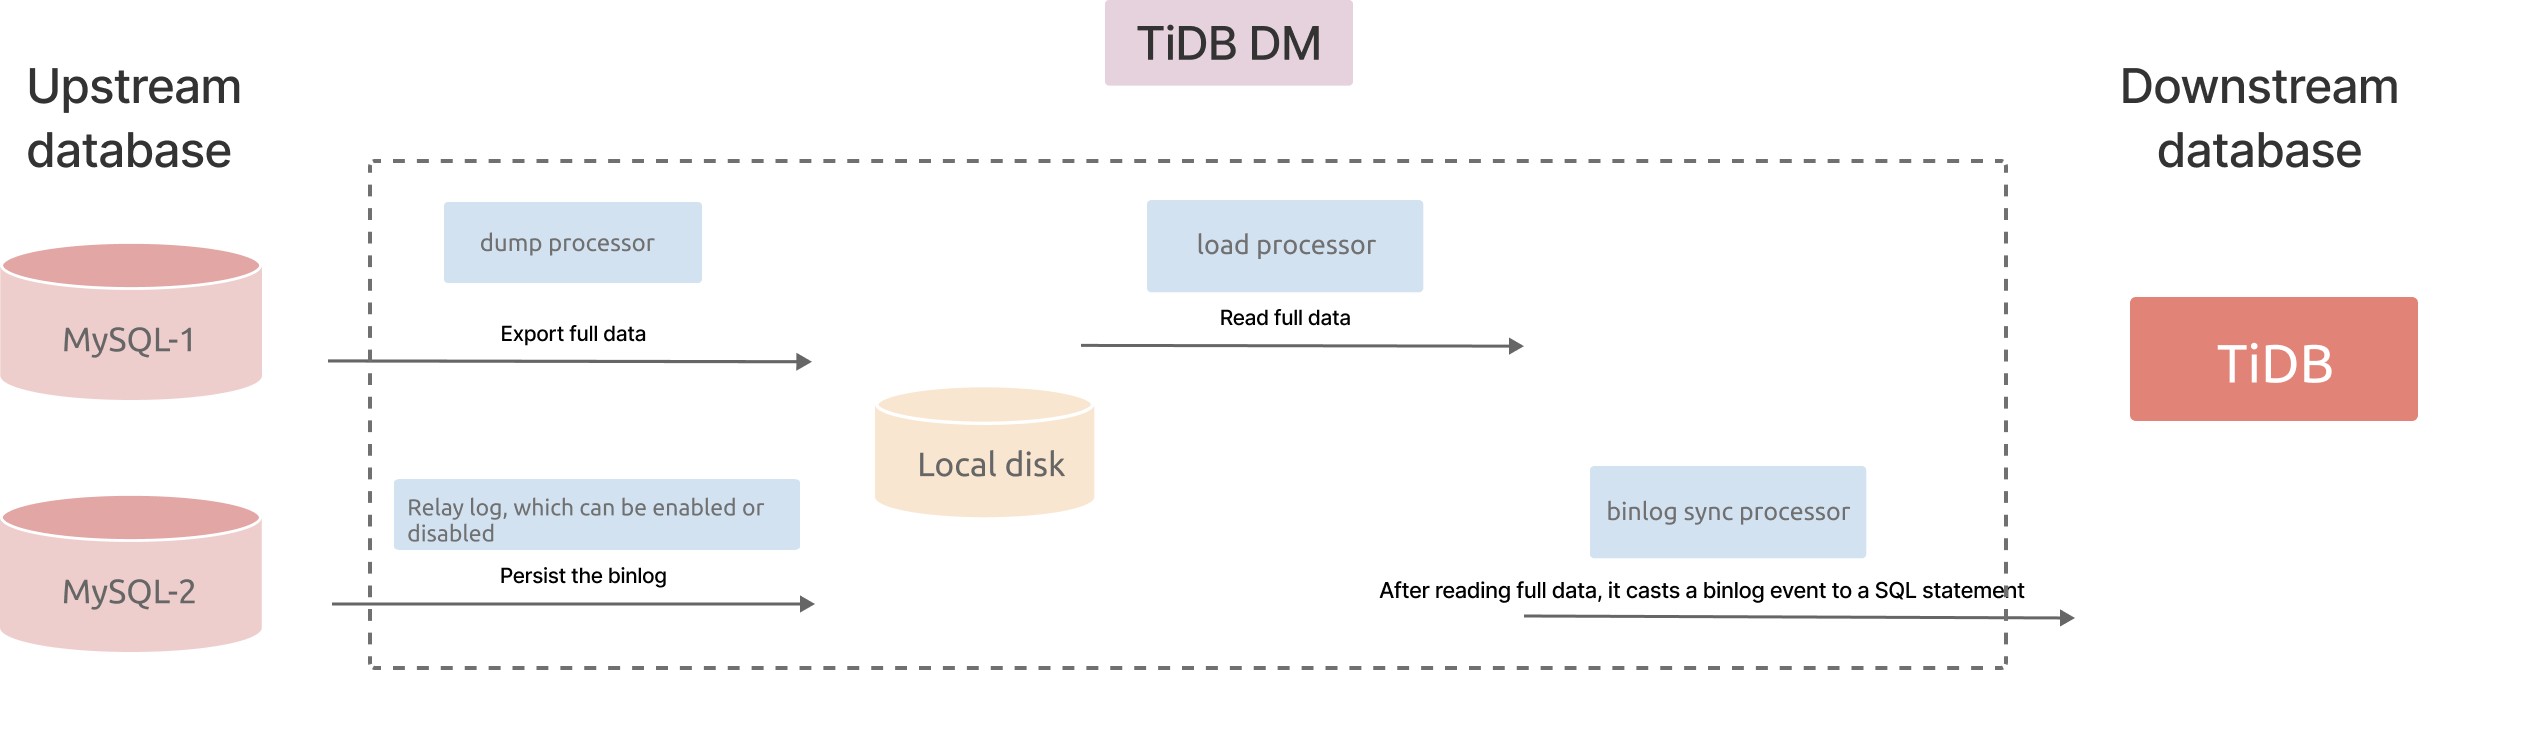 TiDB DM
Upstream
database
Downstream
database
dump processor
load processor
Export full data
Read full data
MySQL-1
TiDB
Local disk
Relay log, which can be enabled or
disabled
binlog sync processor
Persist the binlog
After reading full data, it casts a binlog event to a SQL statement
MySQL-2